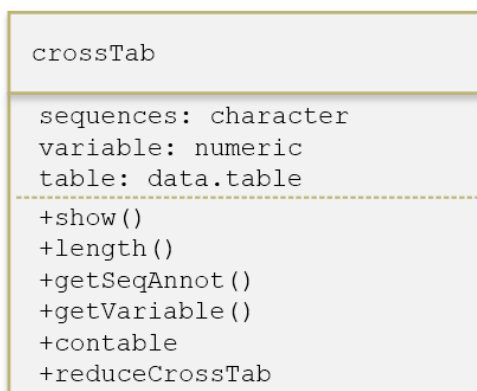 crossTab
sequences: character
variable: numeric
table: data.table
+show()
+length()
+getSeqAnnot()
+getVariable()
+contable
+reduceCrossTab